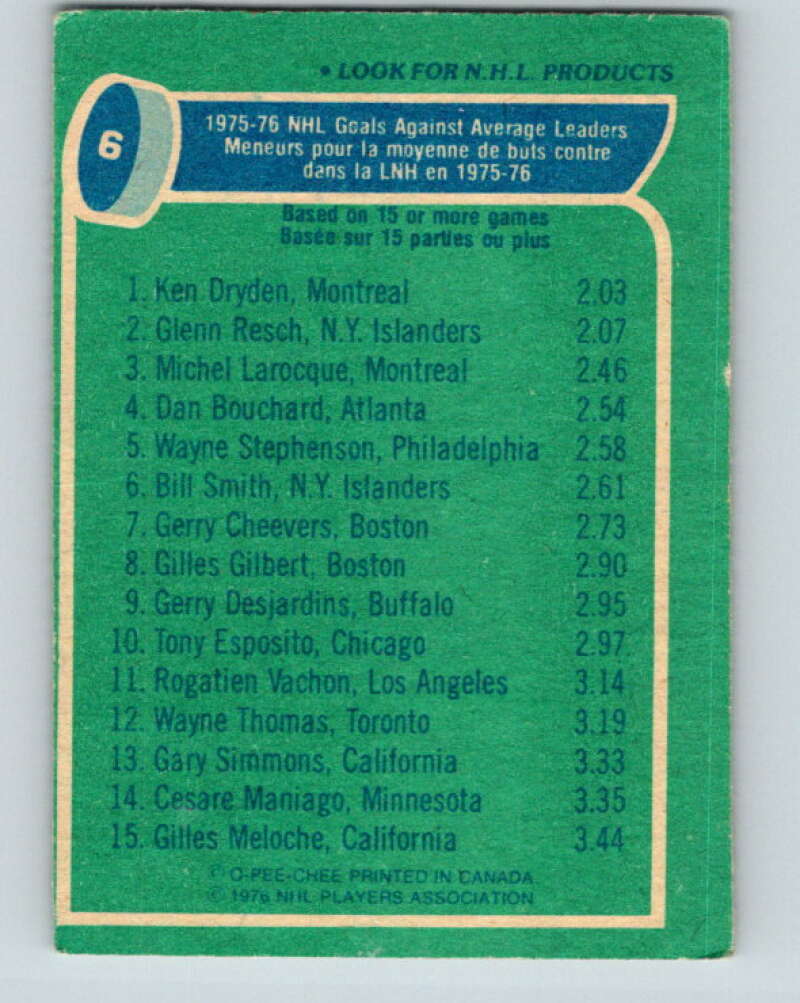 • LOOK FOR N.H.L. PRODUCTS
6
1975-76 NHL Goals Against Average Leaders
Meneurs pour la moyenne de buts contre
dans la LNH en 1975-76
Based on 15 or more games
Basée sur 15 parties ou plus
1. Ken Dryden, Montreal 2.03
2. Glenn Resch, N.Y. Islanders 2.07
3. Michel Larocque, Montreal 2.46
4. Dan Bouchard, Atlanta 2.54
5. Wayne Stephenson, Philadelphia 2.58
6. Bill Smith, N.Y. Islanders 2.61
7. Gerry Cheevers, Boston 2.73
8. Gilles Gilbert, Boston 2.90
9. Gerry Desjardins, Buffalo 2.95
10. Tony Esposito, Chicago 2.97
11. Rogatien Vachon, Los Angeles 3.14
12. Wayne Thomas, Toronto 3.19
13. Gary Simmons, California 3.33
14. Cesare Maniago, Minnesota 3.35
15. Gilles Meloche, California 3.44
© O-PEE-CHEE PRINTED IN CANADA
© 1976 NHL PLAYERS ASSOCIATION